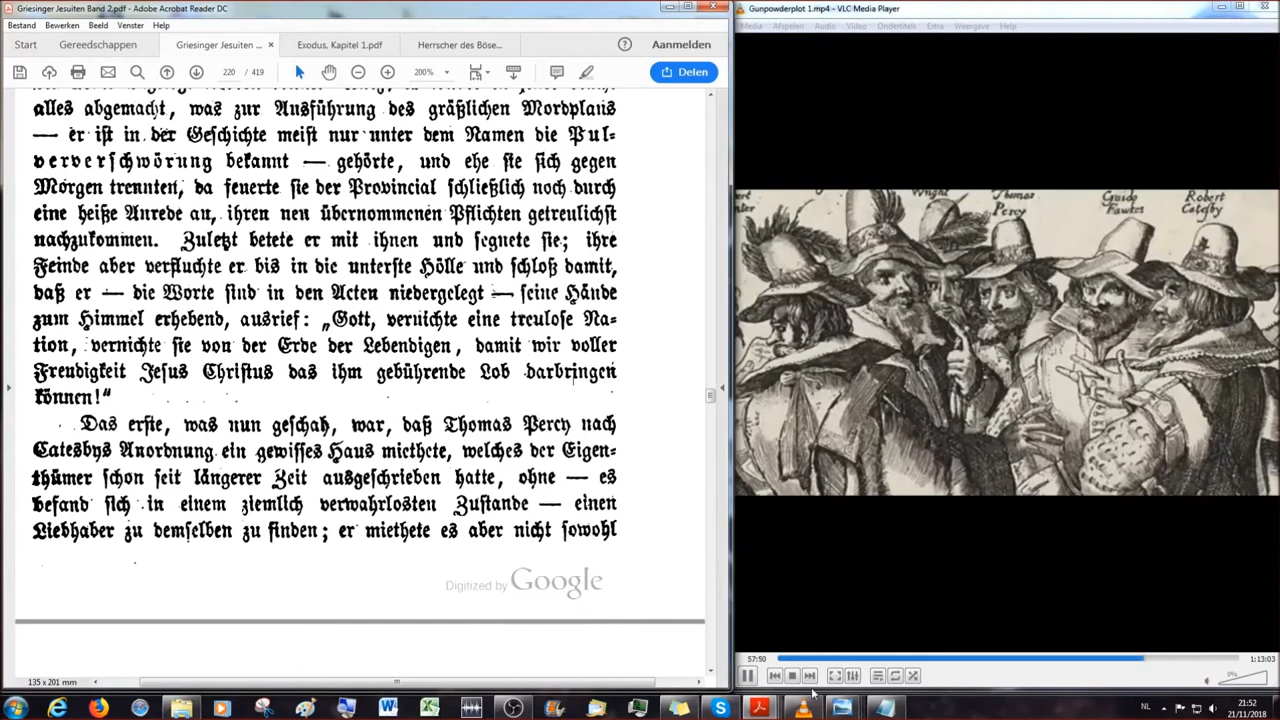 Griesinger Jesuiten Band 2.pdf - Adobe Acrobat Reader DC
Bestand Bewerken Beeld Venster Help
Start Gereedschappen Griesinger Jesuiten ... × Exodus, Kapitel 1.pdf Herrscher des Böse... Aanmelden
220 / 419 200% Delen
alles abgemacht, was zur Ausführung des gräßlichen Mordplans
— er ist in der Geschichte meist nur unter dem Namen die Pul-
ververschwörung bekannt — gehörte, und ehe sie sich gegen
Morgen trennten, da feuerte sie der Provincial schließlich noch durch
eine heiße Anrede an, ihren neu übernommenen Pflichten getreulichst
nachzukommen. Zuletzt betete er mit ihnen und segnete sie; ihre
Feinde aber verfluchte er bis in die unterste Hölle und schloß damit,
daß er — die Worte sind in den Acten niedergelegt — seine Hände
zum Himmel erhebend, ausrief: „Gott, vernichte eine treulose Na-
tion, vernichte sie von der Erde der Lebendigen, damit wir voller
Freudigkeit Jesus Christus das ihm gebührende Lob darbringen
können!“
Das erste, was nun geschah, war, daß Thomas Percy nach
Catesbys Anordnung ein gewisses Haus miethete, welches der Eigen-
thümer schon seit längerer Zeit ausgeschrieben hatte, ohne — es
befand sich in einem ziemlich verwahrlosten Zustande — einen
Liebhaber zu demselben zu finden; er miethete es aber nicht sowohl
Digitized by Google
135 x 201 mm
Gunpowderplot 1.mp4 - VLC Media Player
Media Afspelen Audio Video Ondertitels Extra Weergave Help
Thomas
Percy
Guido
Fawkes
Robert
Catesby
57:50 1:13:03
0%
NL 21:52
21/11/2018